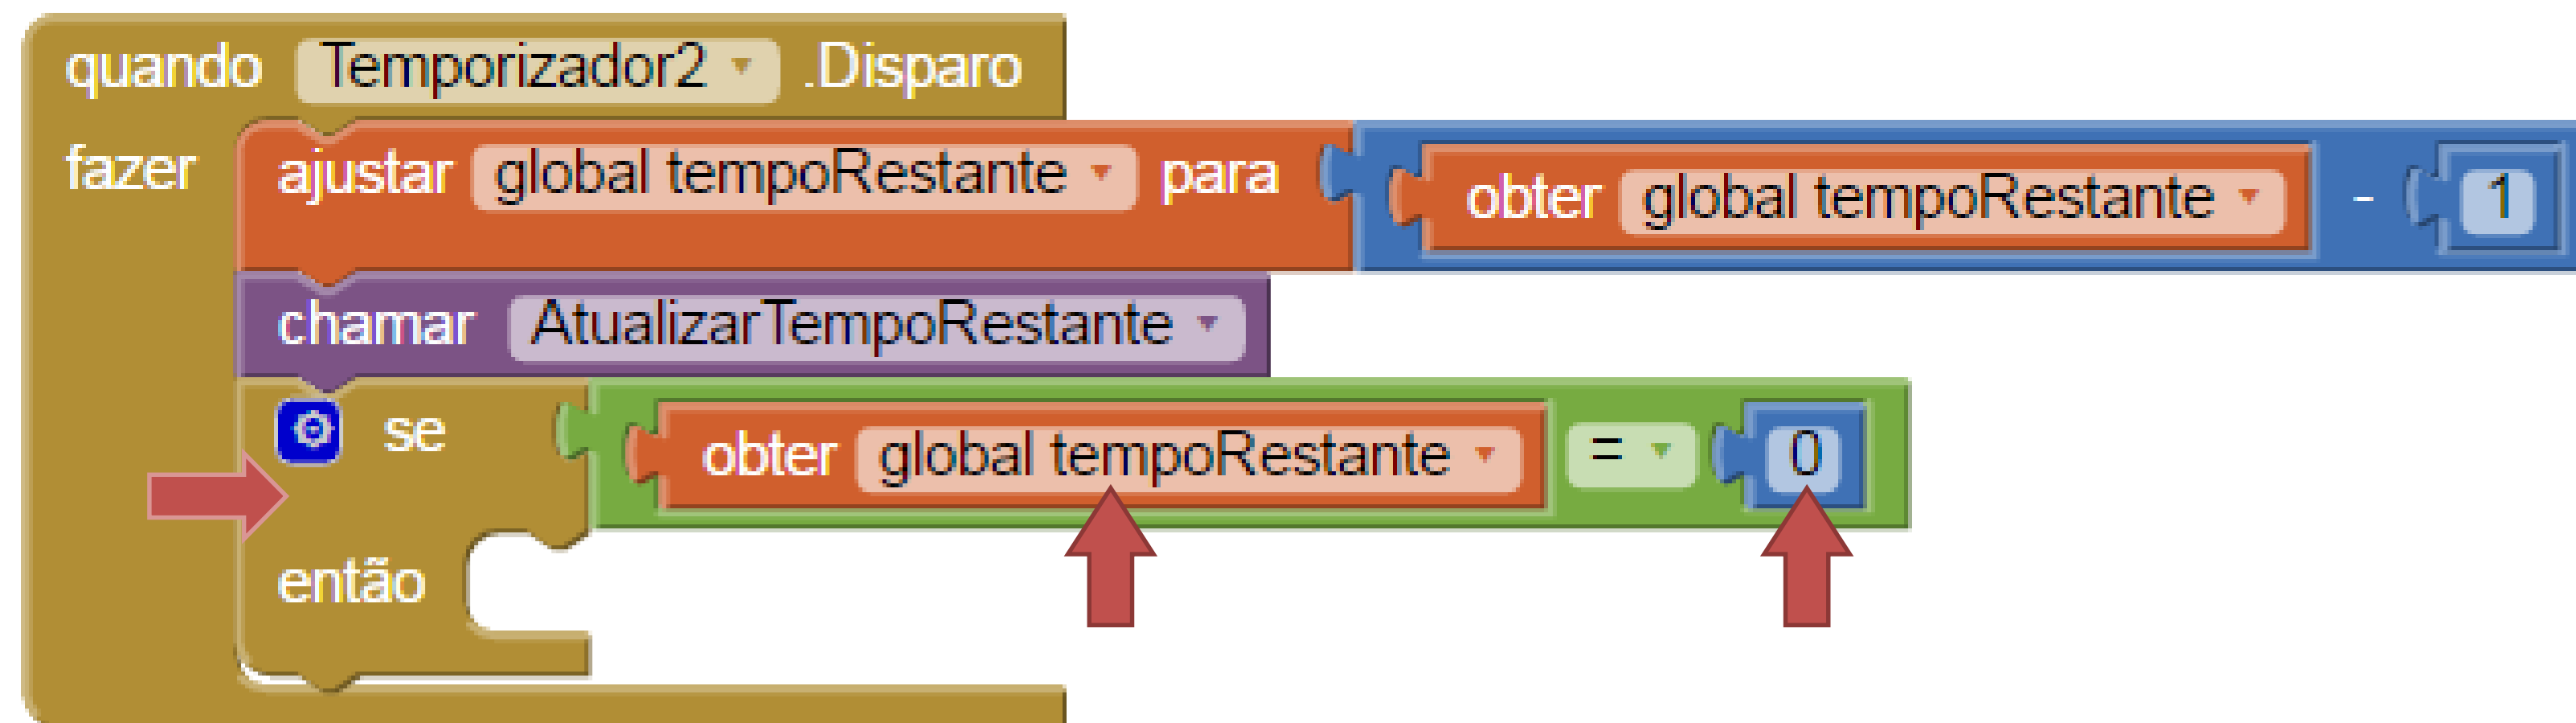 quando Temporizador2 .Disparo
fazer ajustar global tempoRestante para obter global tempoRestante - 1
chamar AtualizarTempoRestante
se obter global tempoRestante = 0
então